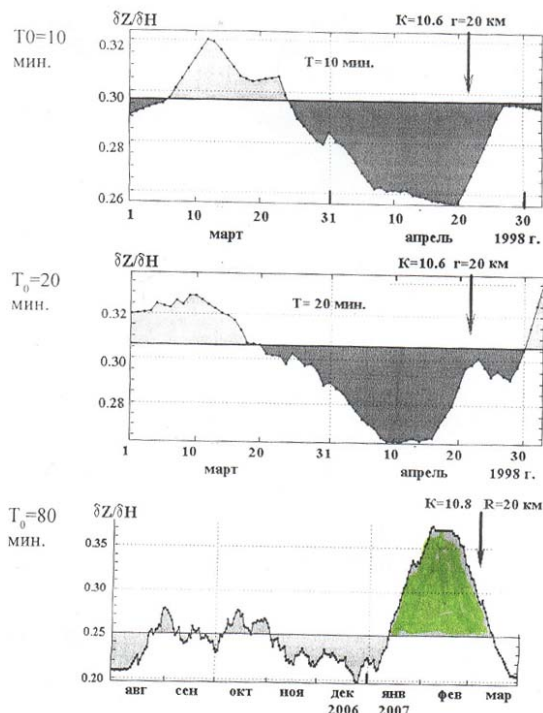 δZ/δH
K=10.6 r=20 км
T0=10
мин.
T=10 мин.
0.32
0.30
0.28
0.26
1 10 20 31 10 20 30
март апрель 1998 г.
δZ/δH
K=10.6 r=20 км
T₀=20
мин.
T= 20 мин.
0.32
0.30
0.28
1 10 20 31 10 20 30
март апрель 1998 г.
δZ/δH
K=10.8 R=20 км
T₀=80
мин.
0.35
0.30
0.25
0.20
авг сен окт ноя дек янв фев мар
2006 2007